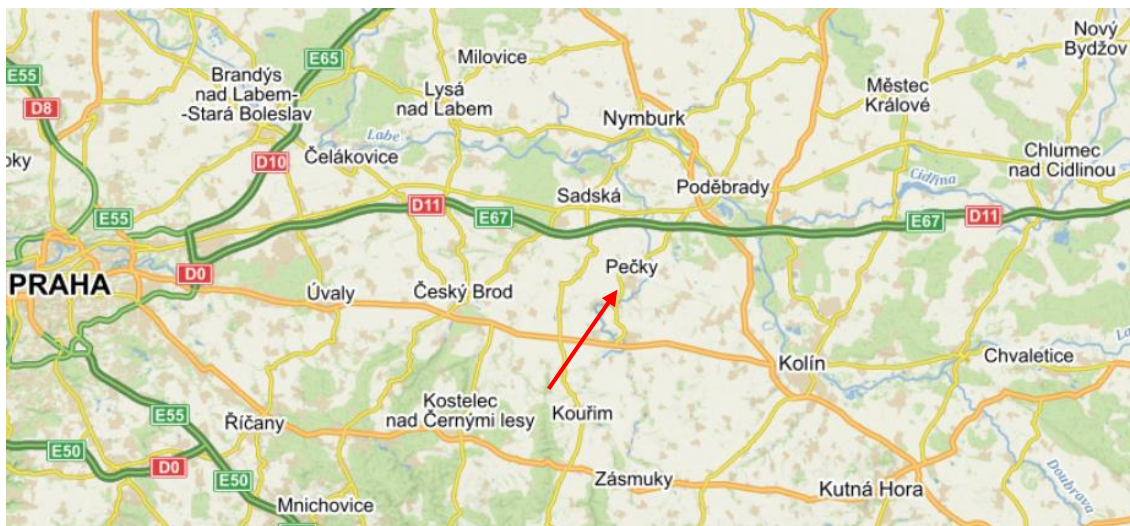 E55
D8
oky
Brandýs
nad Labem-
-Stará Boleslav
E65
D10
Milovice
Lysá
nad Labem
Labe
Čelákovice
Nymburk
Městec
Králové
Nový
Bydžov
Chlumec
nad Cidlinou
Cidlina
Sadská
Poděbrady
E55
D11
E67
E67
D11
PRAHA
D0
Úvaly
Český Brod
Pečky
Kolín
Chvaletice
La
Říčany
Kostelec
nad Černými lesy
Kouřim
E55
E50
D0
E50
Mnichovice
Zásmuky
Kutná Hora
Doubrava